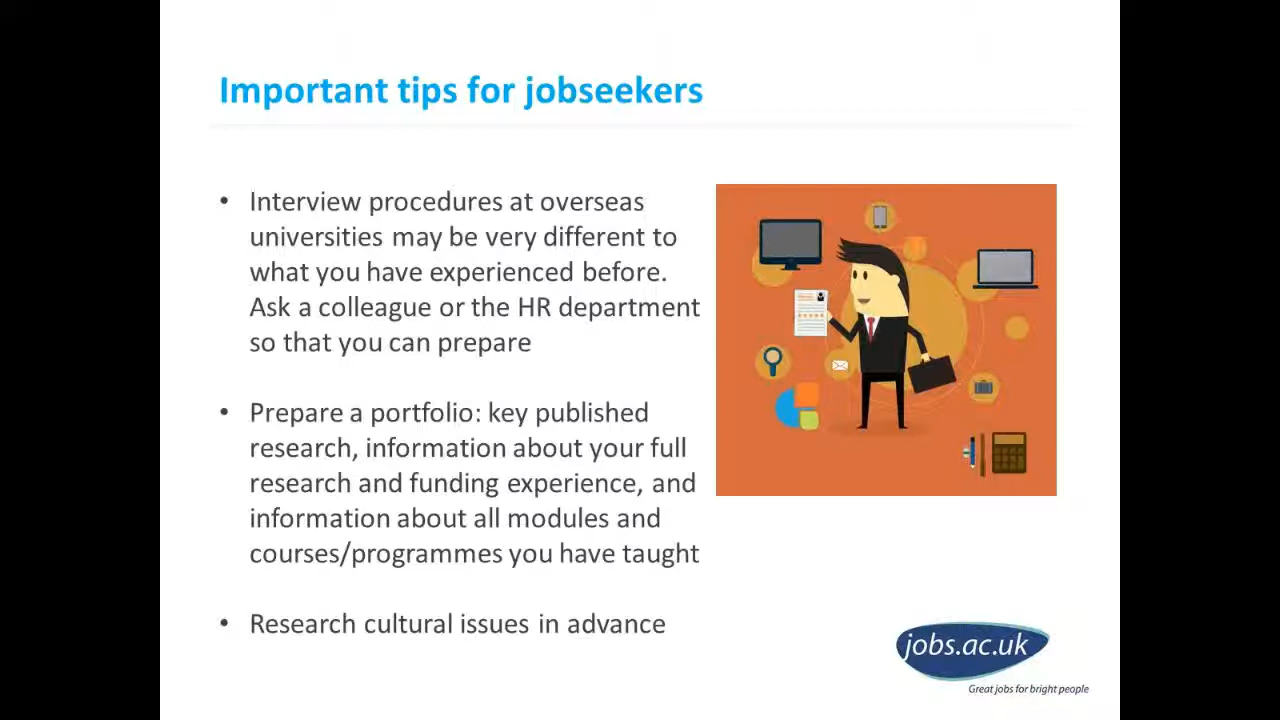 Important tips for jobseekers
• Interview procedures at overseas
universities may be very different to
what you have experienced before.
Ask a colleague or the HR department
so that you can prepare
• Prepare a portfolio: key published
research, information about your full
research and funding experience, and
information about all modules and
courses/programmes you have taught
• Research cultural issues in advance
jobs.ac.uk
Great jobs for bright people